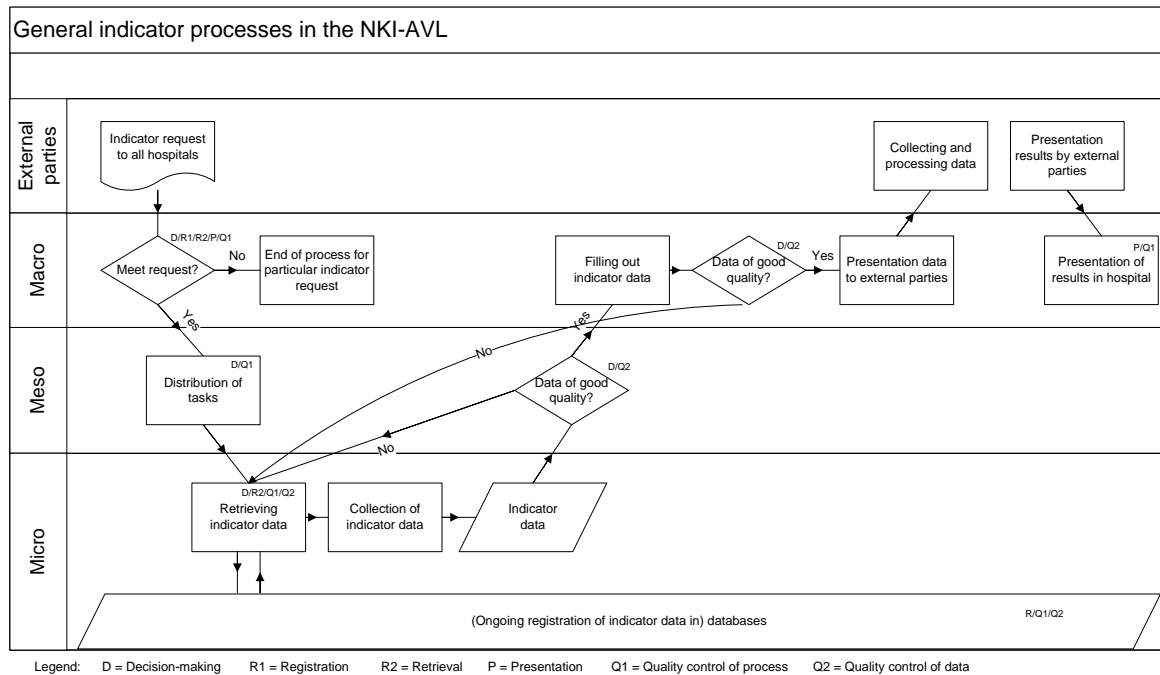 General indicator processes in the NKI-AVL
External
parties
Indicator request
to all hospitals
Collecting and
processing data
Presentation
results by external
parties
Macro
D/R1/R2/P/Q1
Meet request?
No
End of process for
particular indicator
request
Filling out
indicator data
D/Q2
Data of good
quality?
Yes
Presentation data
to external parties
P/Q1
Presentation of
results in hospital
Yes
Yes
Meso
D/Q1
Distribution of
tasks
No
D/Q2
Data of good
quality?
No
Micro
D/R2/Q1/Q2
Retrieving
indicator data
Collection of
indicator data
Indicator
data
(Ongoing registration of indicator data in) databases
R/Q1/Q2
Legend: D = Decision-making R1 = Registration R2 = Retrieval P = Presentation Q1 = Quality control of process Q2 = Quality control of data